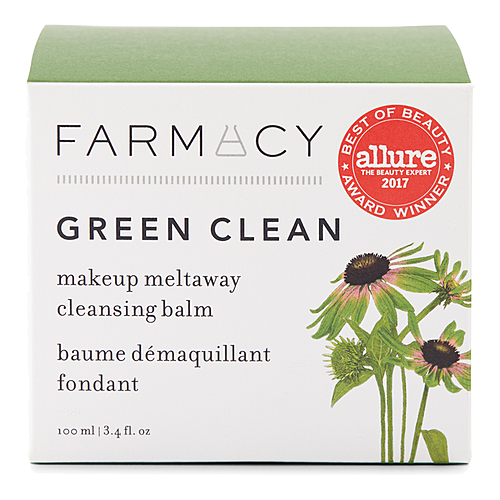 FARMACY
BEST OF BEAUTY
allure
THE BEAUTY EXPERT
2017
AWARD WINNER
GREEN CLEAN
makeup meltaway
cleansing balm
baume démaquillant
fondant
100 ml | 3.4 fl. oz